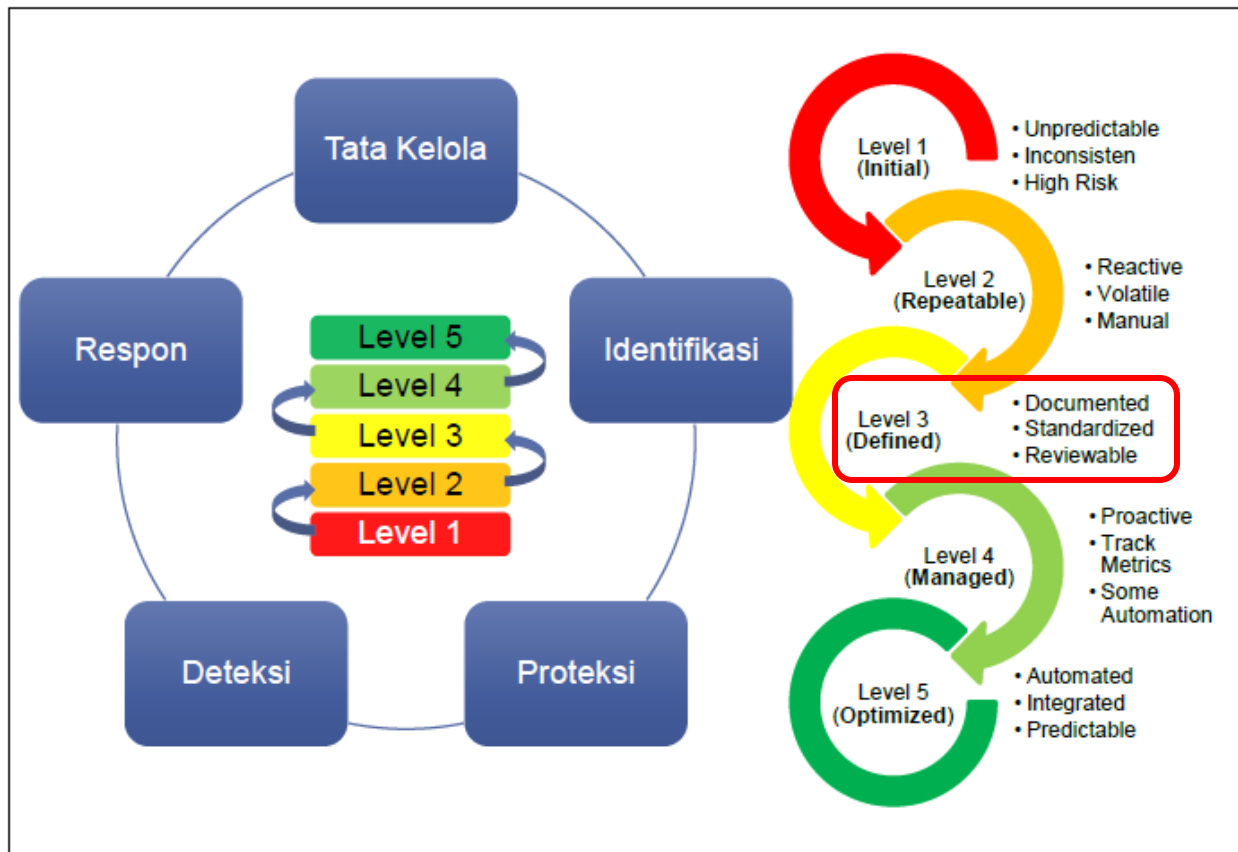 Tata Kelola
Identifikasi
Proteksi
Deteksi
Respon
Level 5
Level 4
Level 3
Level 2
Level 1
Level 1
(Initial)
• Unpredictable
• Inconsisten
• High Risk
Level 2
(Repeatable)
• Reactive
• Volatile
• Manual
Level 3
(Defined)
• Documented
• Standardized
• Reviewable
Level 4
(Managed)
• Proactive
• Track
Metrics
• Some
Automation
Level 5
(Optimized)
• Automated
• Integrated
• Predictable